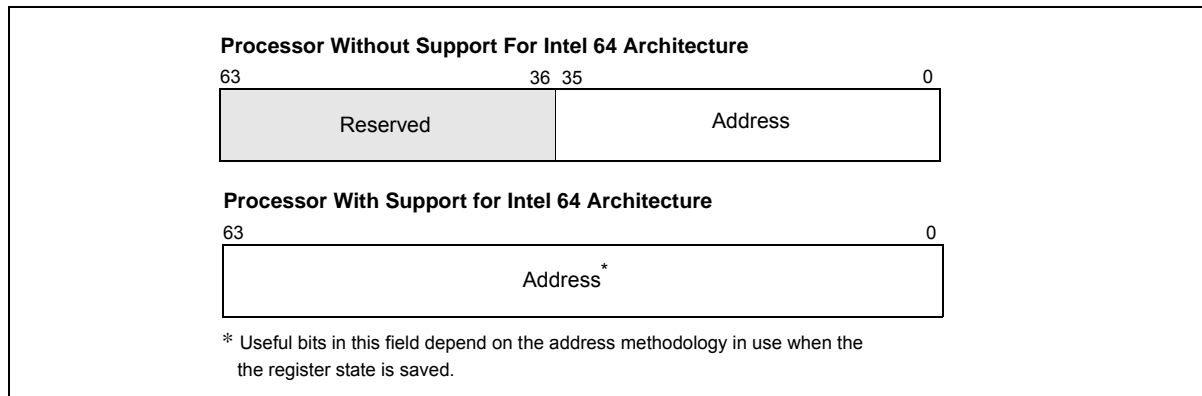 Processor Without Support For Intel 64 Architecture
63 36 35 0
Reserved Address
Processor With Support for Intel 64 Architecture
63 0
Address*
* Useful bits in this field depend on the address methodology in use when the
the register state is saved.